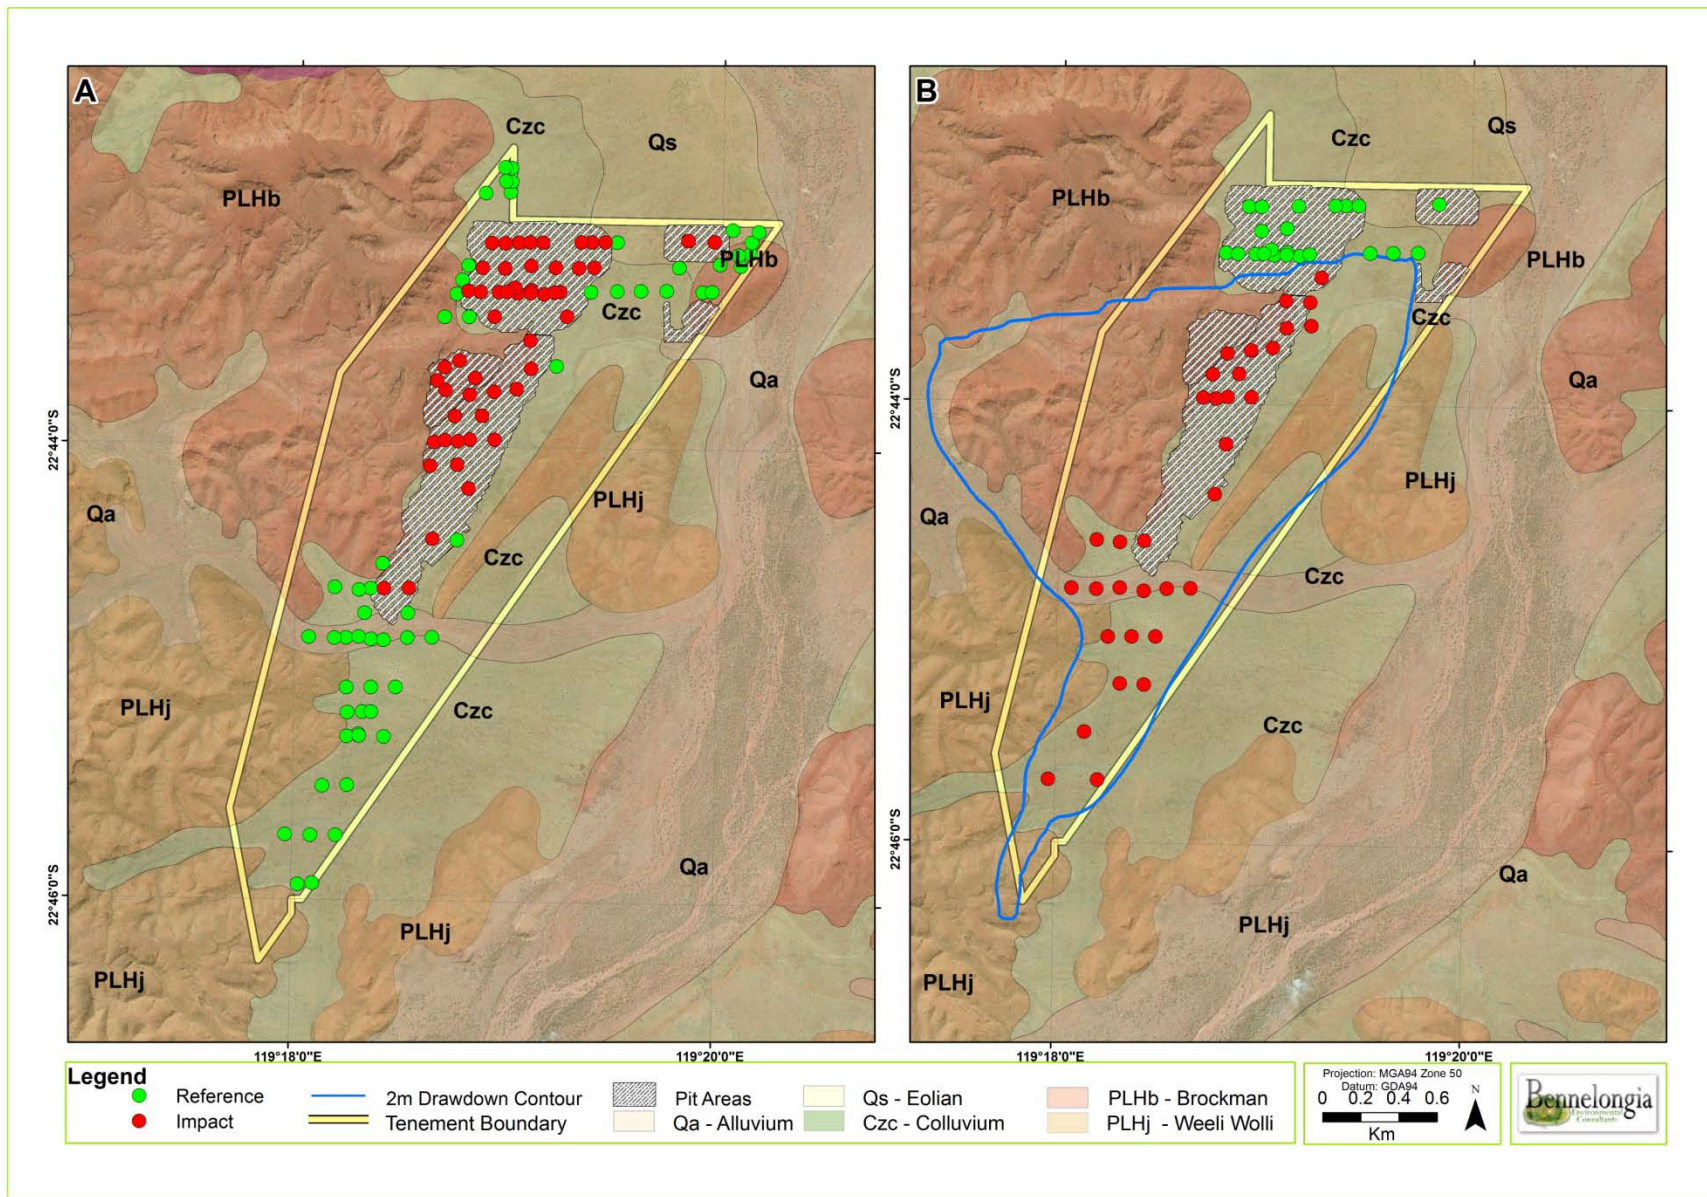 A
Czc
Qs
PLHb
PLHb
Czc
Qa
22°44'0"S
Qa
PLHj
Czc
PLHj
Czc
22°46'0"S
Qa
PLHj
PLHj
119°18'0"E
119°20'0"E
B
Qs
Czc
PLHb
PLHb
Czc
22°44'0"S
Qa
PLHj
Qa
Czc
PLHj
Czc
22°46'0"S
Qa
PLHj
PLHj
119°18'0"E
119°20'0"E
Legend
Reference
Impact
2m Drawdown Contour
Tenement Boundary
Pit Areas
Qa - Alluvium
Qs - Eolian
Czc - Colluvium
PLHb - Brockman
PLHj - Weeli Wolli
Projection: MGA94 Zone 50
Datum: GDA94
N
0 0.2 0.4 0.6
Km
Bennelongia
Environmental
Consultants